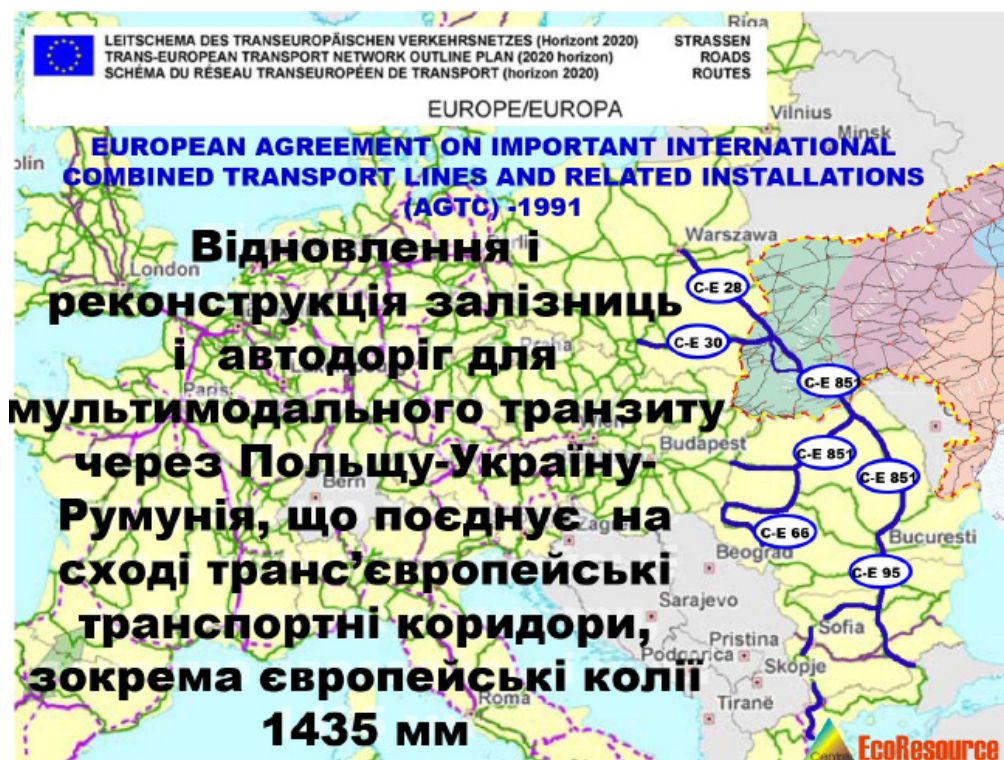 Riga
LEITSCHEMA DES TRANSEUROPÄISCHEN VERKEHRSNETZES (Horizont 2020) STRASSEN
TRANS-EUROPEAN TRANSPORT NETWORK OUTLINE PLAN (2020 horizon) ROADS
SCHÉMA DU RÉSEAU TRANSEUROPÉEN DE TRANSPORT (horizon 2020) ROUTES
EUROPE/EUROPA
Vilnius
Minsk
EUROPEAN AGREEMENT ON IMPORTANT INTERNATIONAL
COMBINED TRANSPORT LINES AND RELATED INSTALLATIONS
(AGTC) -1991
Warszawa
London
Відновлення і
реконструкція залізниць
і автодоріг для
мультимодального транзиту
через Польщу-Україну-
Румунія, що поєднує на
сході транс’європейські
транспортні коридори,
зокрема європейські колії
1435 мм
C-E 28
C-E 30
Praha
C-E 851
Paris
Budapest
C-E 851
C-E 851
Bern
C-E 66
Beograd
Bucuresti
C-E 95
Sarajevo
Sofia
Pristina
Podgorica
Skopje
Roma
Tiranë
Centre EcoResource